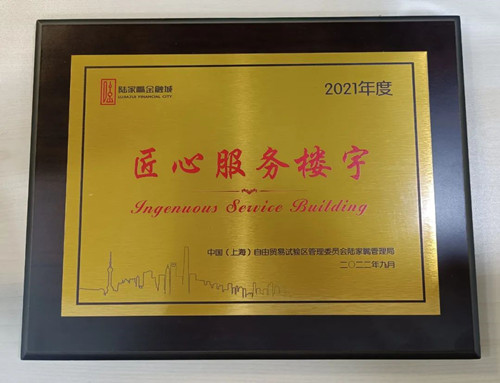 陆家嘴金融城
LUJIAZUI FINANCIAL CITY
2021年度
匠心服务楼宇
Ingenuous Service Building
中国（上海）自由贸易试验区管理委员会陆家嘴管理局
二〇二二年九月